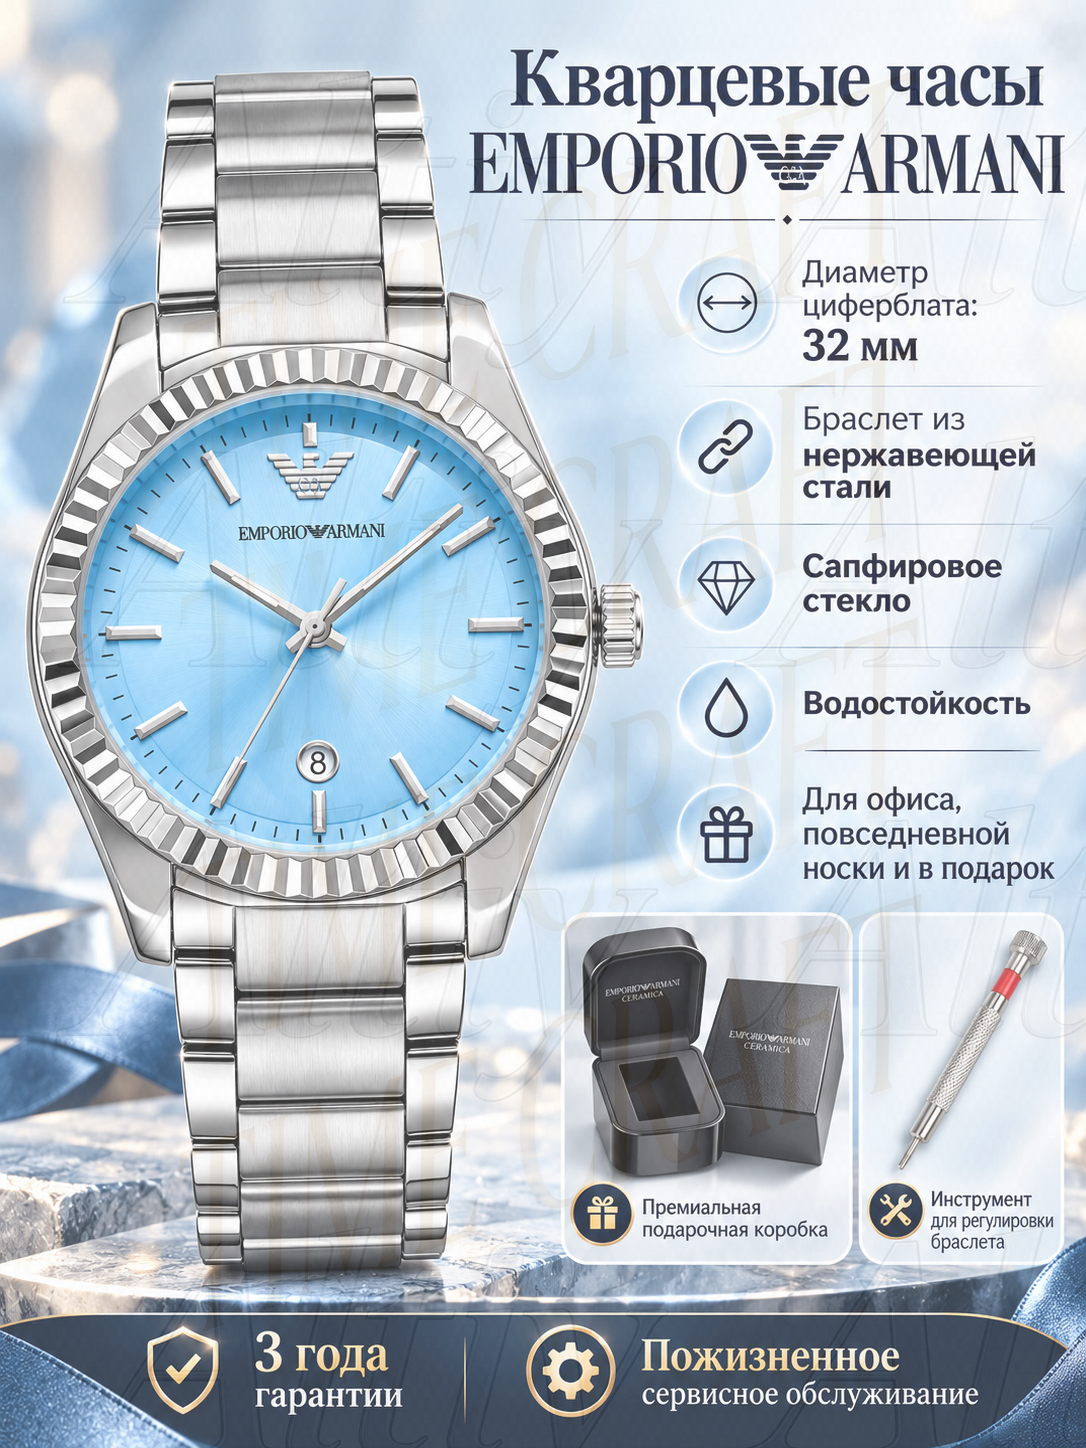 Кварцевые часы
EMPORIO ARMANI
Диаметр
циферблата:
32 мм
Браслет из
нержавеющей
стали
Сапфировое
стекло
Водостойкость
Для офиса,
повседневной
носки и в подарок
EMPORIO ARMANI
8
EMPORIO ARMANI
CERAMICA
EMPORIO ARMANI
CERAMICA
Премиальная
подарочная коробка
Инструмент
для регулировки
браслета
3 года
гарантии
Пожизненное
сервисное обслуживание
TIME CRAFT